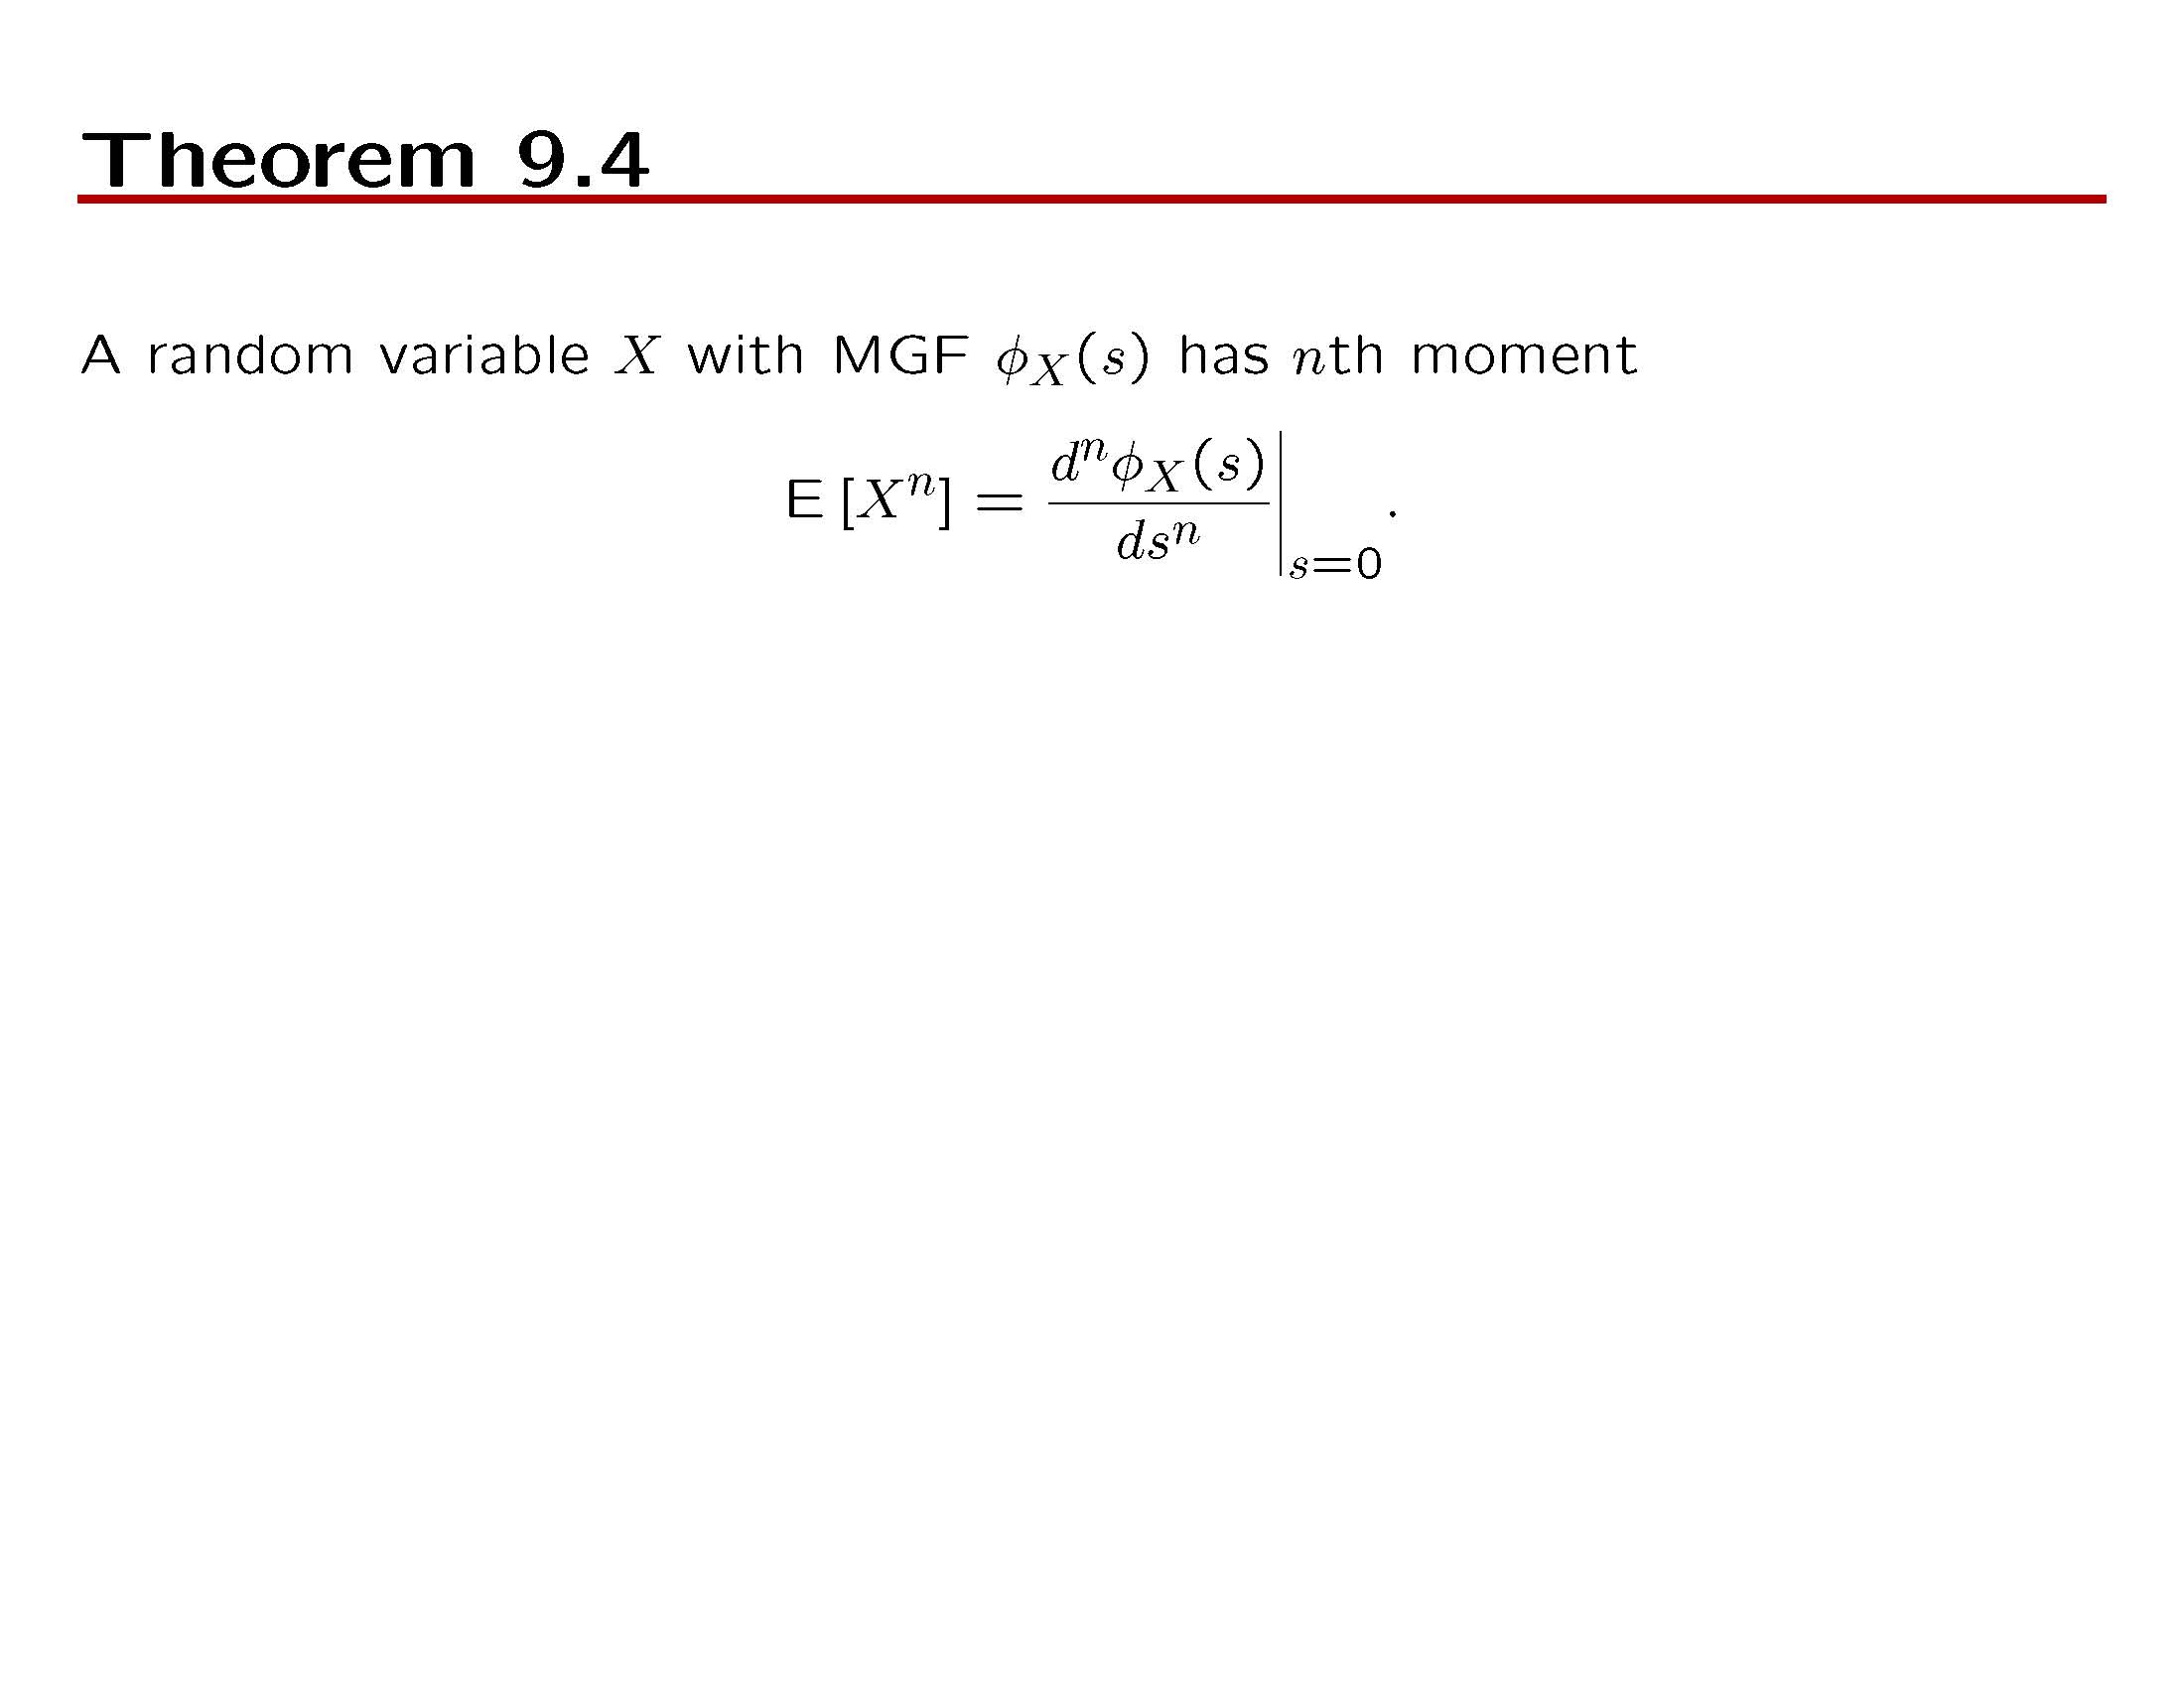 Theorem 9.4
A random variable X with MGF ϕ_X(s) has nth moment
E [X^n] = d^n ϕ_X(s) / ds^n |_{s=0} .